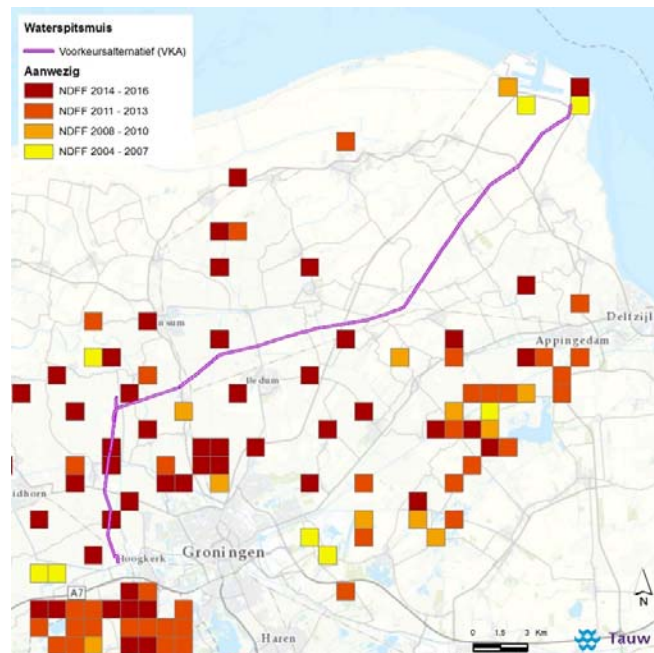 Waterspitsmuis
Voorkeursalternatief (VKA)
Aanwezig
NDFF 2014 - 2016
NDFF 2011 - 2013
NDFF 2008 - 2010
NDFF 2004 - 2007
Delfzijl
Appingedam
Bedum
Groningen
Hoogkerk
A7
Haren
N
0 1,5 3 Km
Tauw